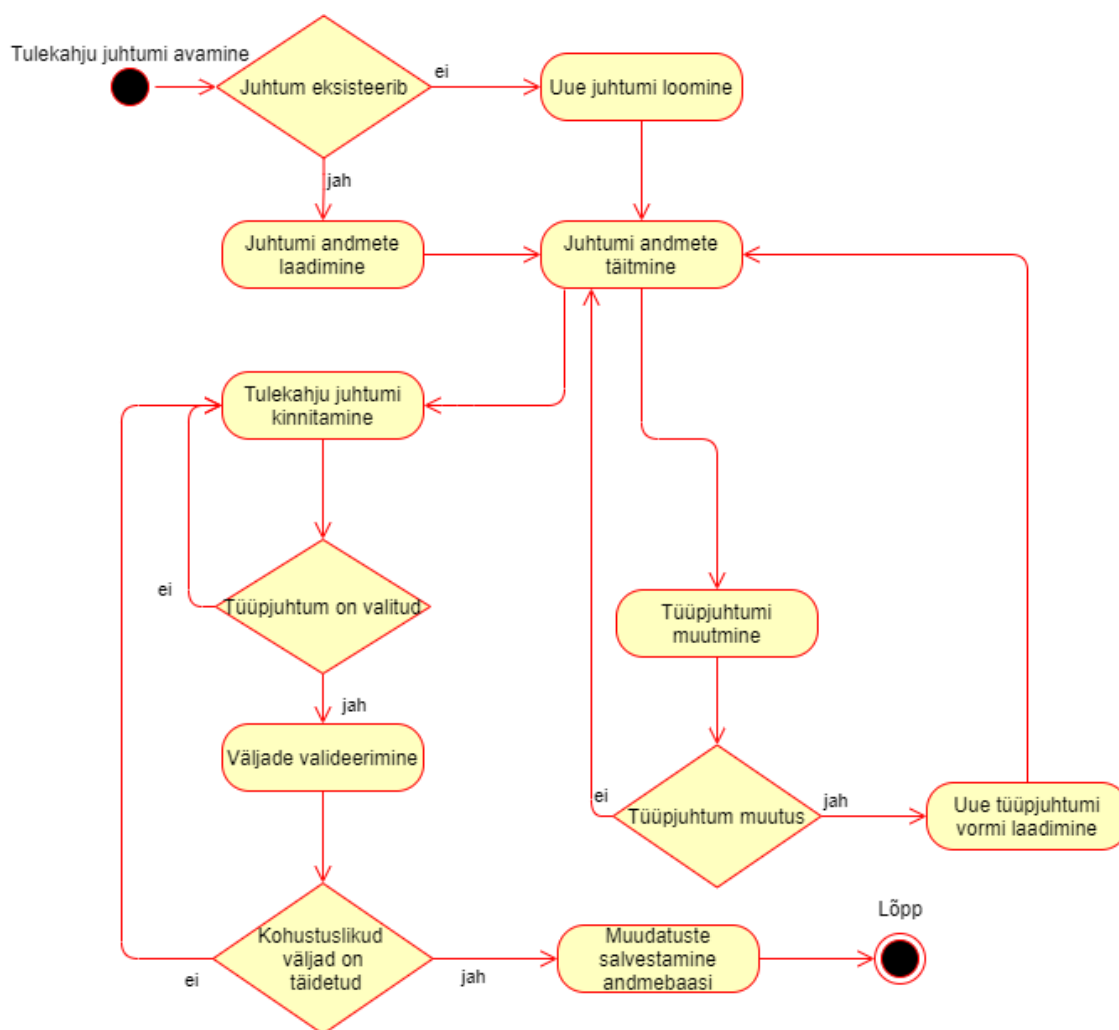 Tulekahju juhtumi avamine
Juhtum eksisteerib
ei
Uue juhtumi loomine
jah
Juhtumi andmete
laadimine
Juhtumi andmete
täitmine
Tulekahju juhtumi
kinnitamine
ei
Tüüpjuhtum on valitud
jah
Tüüpjuhtumi
muutmine
Väljade valideerimine
ei
Tüüpjuhtum muutus
jah
Uue tüüpjuhtumi
vormi laadimine
Kohustuslikud
väljad on
täidetud
ei
jah
Muudatuste
salvestamine
andmebaasi
Lõpp